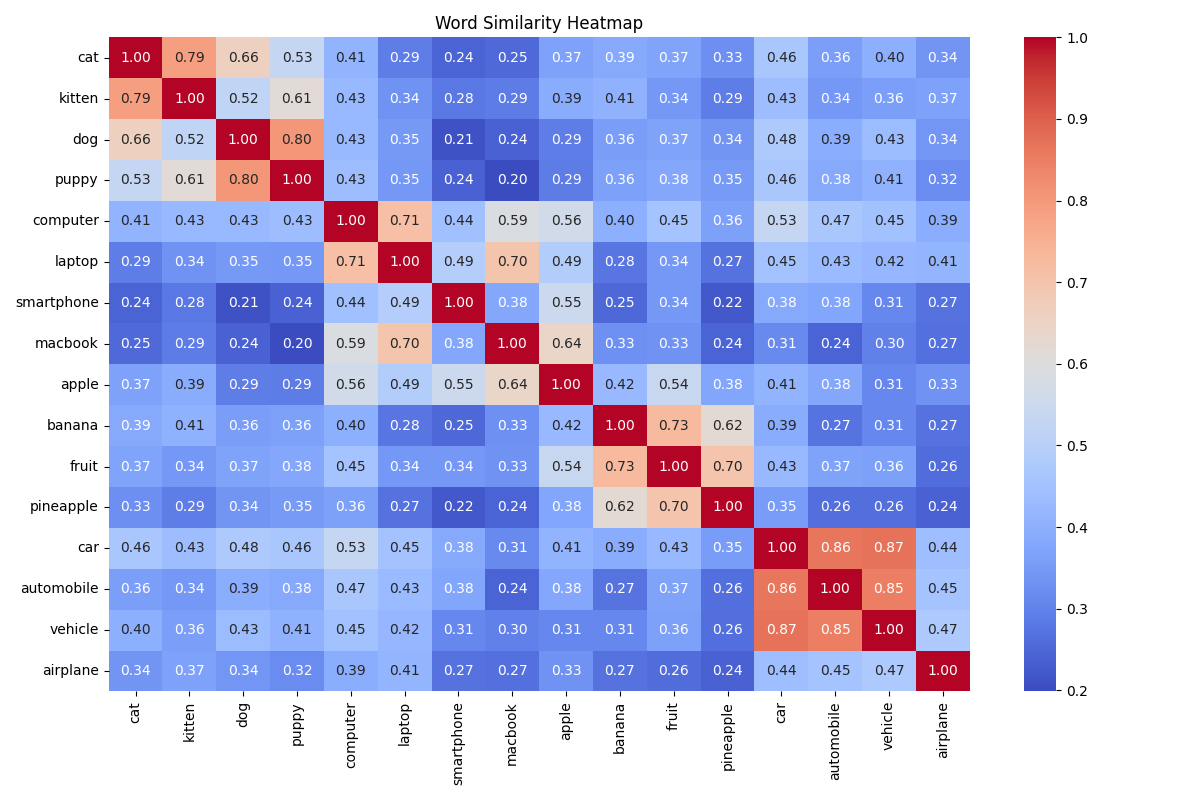 Word Similarity Heatmap
cat 1.00 0.79 0.66 0.53 0.41 0.29 0.24 0.25 0.37 0.39 0.37 0.33 0.46 0.36 0.40 0.34
kitten 0.79 1.00 0.52 0.61 0.43 0.34 0.28 0.29 0.39 0.41 0.34 0.29 0.43 0.34 0.36 0.37
dog 0.66 0.52 1.00 0.80 0.43 0.35 0.21 0.24 0.29 0.36 0.37 0.34 0.48 0.39 0.43 0.34
puppy 0.53 0.61 0.80 1.00 0.43 0.35 0.24 0.20 0.29 0.36 0.38 0.35 0.46 0.38 0.41 0.32
computer 0.41 0.43 0.43 0.43 1.00 0.71 0.44 0.59 0.56 0.40 0.45 0.36 0.53 0.47 0.45 0.39
laptop 0.29 0.34 0.35 0.35 0.71 1.00 0.49 0.70 0.49 0.28 0.34 0.27 0.45 0.43 0.42 0.41
smartphone 0.24 0.28 0.21 0.24 0.44 0.49 1.00 0.38 0.55 0.25 0.34 0.22 0.38 0.38 0.31 0.27
macbook 0.25 0.29 0.24 0.20 0.59 0.70 0.38 1.00 0.64 0.33 0.33 0.24 0.31 0.24 0.30 0.27
apple 0.37 0.39 0.29 0.29 0.56 0.49 0.55 0.64 1.00 0.42 0.54 0.38 0.41 0.38 0.31 0.33
banana 0.39 0.41 0.36 0.36 0.40 0.28 0.25 0.33 0.42 1.00 0.73 0.62 0.39 0.27 0.31 0.27
fruit 0.37 0.34 0.37 0.38 0.45 0.34 0.34 0.33 0.54 0.73 1.00 0.70 0.43 0.37 0.36 0.26
pineapple 0.33 0.29 0.34 0.35 0.36 0.27 0.22 0.24 0.38 0.62 0.70 1.00 0.35 0.26 0.26 0.24
car 0.46 0.43 0.48 0.46 0.53 0.45 0.38 0.31 0.41 0.39 0.43 0.35 1.00 0.86 0.87 0.44
automobile 0.36 0.34 0.39 0.38 0.47 0.43 0.38 0.24 0.38 0.27 0.37 0.26 0.86 1.00 0.85 0.45
vehicle 0.40 0.36 0.43 0.41 0.45 0.42 0.31 0.30 0.31 0.31 0.36 0.26 0.87 0.85 1.00 0.47
airplane 0.34 0.37 0.34 0.32 0.39 0.41 0.27 0.27 0.33 0.27 0.26 0.24 0.44 0.45 0.47 1.00
cat kitten dog puppy computer laptop smartphone macbook apple banana fruit pineapple car automobile vehicle airplane
1.0
0.9
0.8
0.7
0.6
0.5
0.4
0.3
0.2